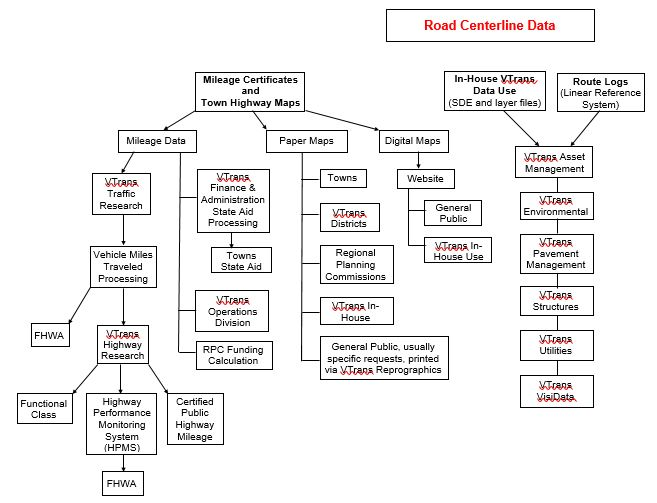 Road Centerline Data
Mileage Certificates
and
Town Highway Maps
In-House VTrans
Data Use
(SDE and layer files)
Route Logs
(Linear Reference
System)
Mileage Data
Paper Maps
Digital Maps
VTrans
Traffic
Research
Vehicle Miles
Traveled
Processing
FHWA
VTrans
Highway
Research
Functional
Class
Highway
Performance
Monitoring
System
(HPMS)
Certified
Public
Highway
Mileage
FHWA
VTrans
Finance &
Administration
State Aid
Processing
Towns
State Aid
VTrans
Operations
Division
RPC Funding
Calculation
Towns
VTrans
Districts
Regional
Planning
Commissions
VTrans In-
House
General Public, usually
specific requests, printed
via VTrans Reprographics
Website
General
Public
VTrans In-
House Use
VTrans Asset
Management
VTrans
Environmental
VTrans
Pavement
Management
VTrans
Structures
VTrans
Utilities
VTrans
VisiData